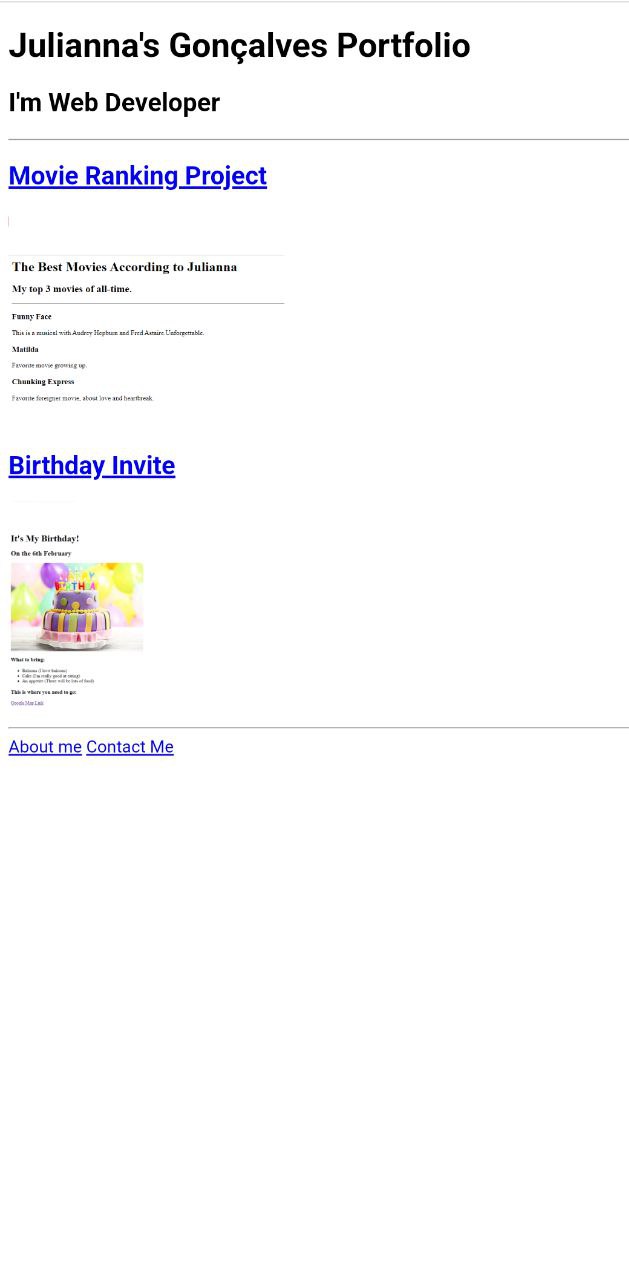 Julianna's Gonçalves Portfolio
I'm Web Developer
Movie Ranking Project
The Best Movies According to Julianna
My top 3 movies of all-time.
Funny Face
This is a musical with Audrey Hepburn and Fred Astaire.Unforgettable.
Matilda
Favorite movie growing up.
Chunking Express
Favorite foreigner movie, about love and heartbreak.
Birthday Invite
It's My Birthday!
On the 6th February
What to bring:
Baloons (I love baloons)
Cake (I'm really good at eating)
An appetite (There will be lots of food)
This is where you need to go:
Google Map Link
About me Contact Me